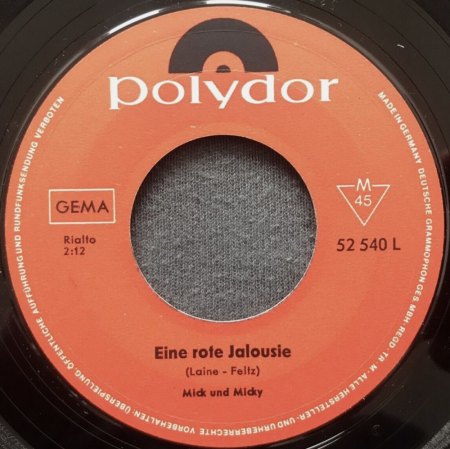 polydor
GEMA
M
45
Rialto
2:12
52 540 L
Eine rote Jalousie
(Laine - Feltz)
Mick und Micky
MADE IN GERMANY DEUTSCHE GRAMMOPHON GES. MBH · REGD. TR. M. · ALLE HERSTELLER- UND URHEBERRECHTE VORBEHALTEN · ÜBERSPIELUNG, ÖFFENTLICHE AUFFÜHRUNG UND RUNDFUNKSENDUNG VERBOTEN